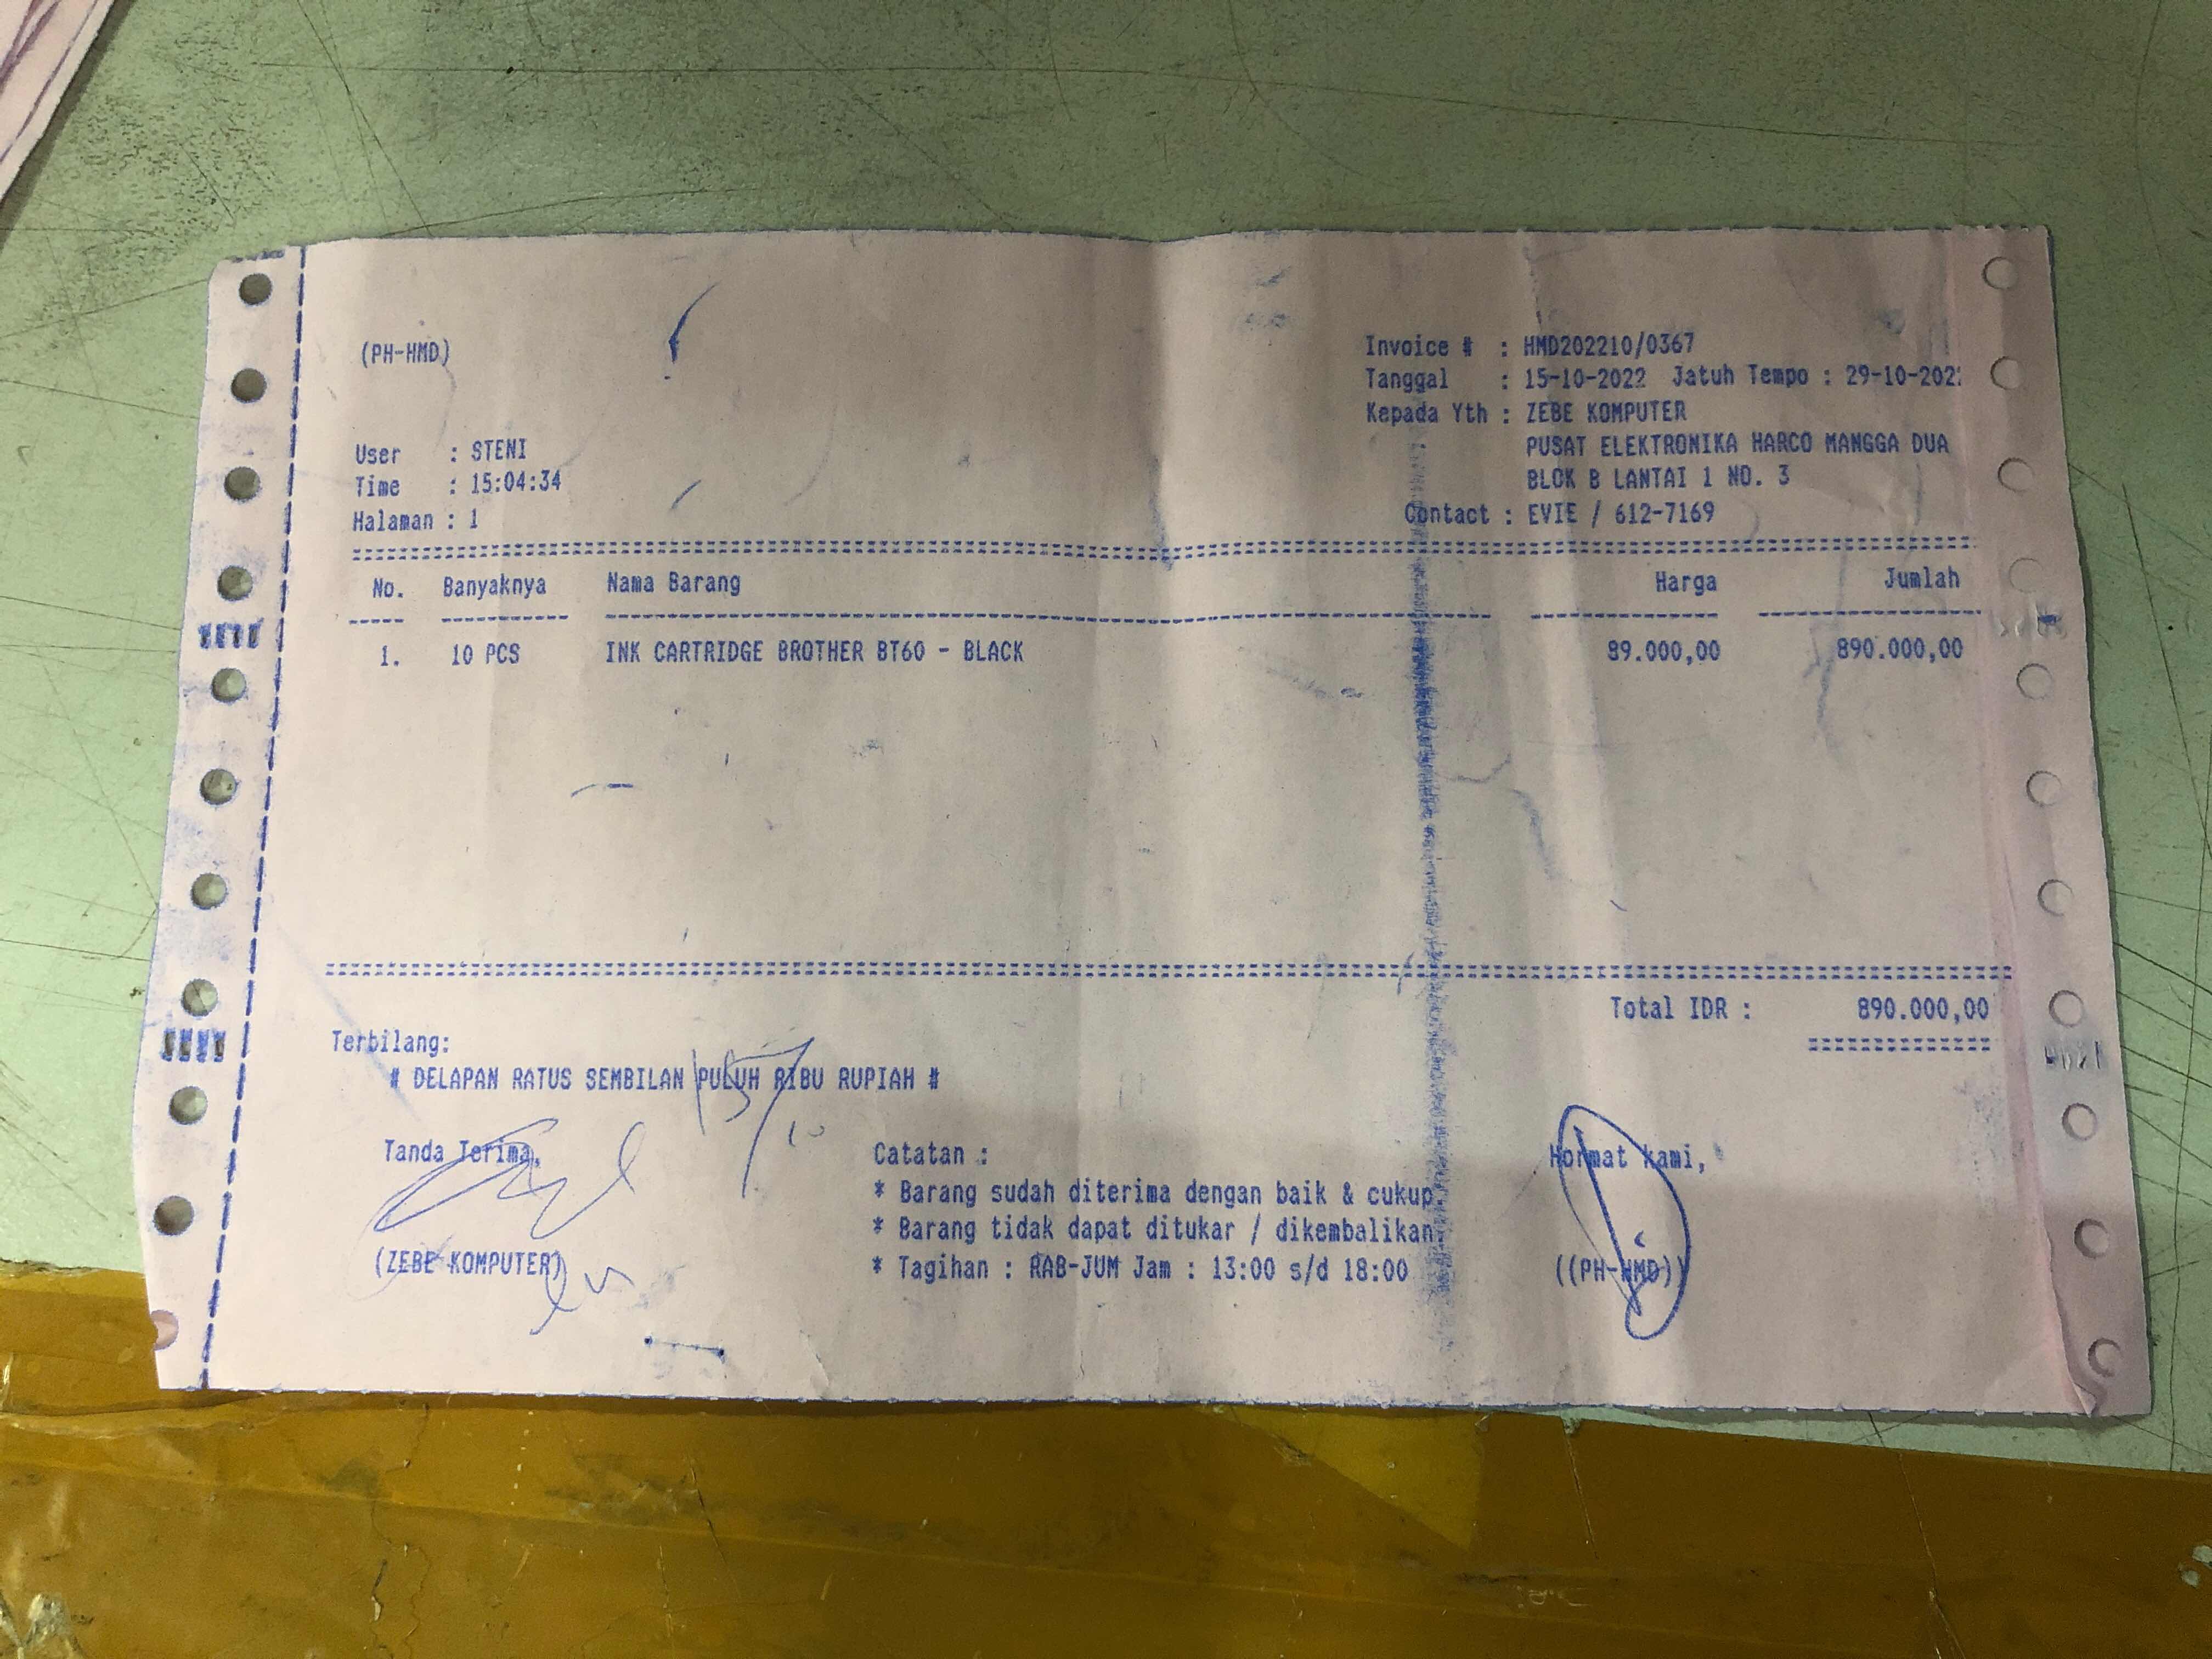 (PH-HMD)
Invoice # : HMD202210/0367
Tanggal : 15-10-2022 Jatuh Tempo : 29-10-202
Kepada Yth : ZEBE KOMPUTER
PUSAT ELEKTRONIKA HARCO MANGGA DUA
BLOK B LANTAI 1 NO. 3
Contact : EVIE / 612-7169
User : STENI
Time : 15:04:34
Halaman : 1
No. Banyaknya Nama Barang Harga Jumlah
1. 10 PCS INK CARTRIDGE BROTHER BT60 - BLACK 89.000,00 890.000,00
Total IDR : 890.000,00
Terbilang:
# DELAPAN RATUS SEMBILAN PULUH RIBU RUPIAH #
15/10
Tanda Terima,
(ZEBE KOMPUTER)
Catatan :
* Barang sudah diterima dengan baik & cukup.
* Barang tidak dapat ditukar / dikembalikan.
* Tagihan : RAB-JUM Jam : 13:00 s/d 18:00
Hormat kami,
((PH-HMD))